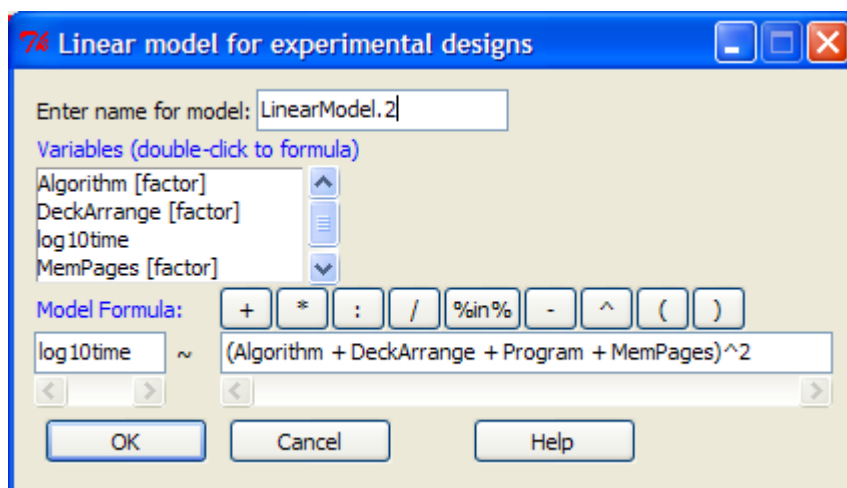 Linear model for experimental designs
Enter name for model: LinearModel.2
Variables (double-click to formula)
Algorithm [factor]
DeckArrange [factor]
log10time
MemPages [factor]
Model Formula: + * : / %in% - ^ ( )
log10time ~ (Algorithm + DeckArrange + Program + MemPages)^2
OK Cancel Help